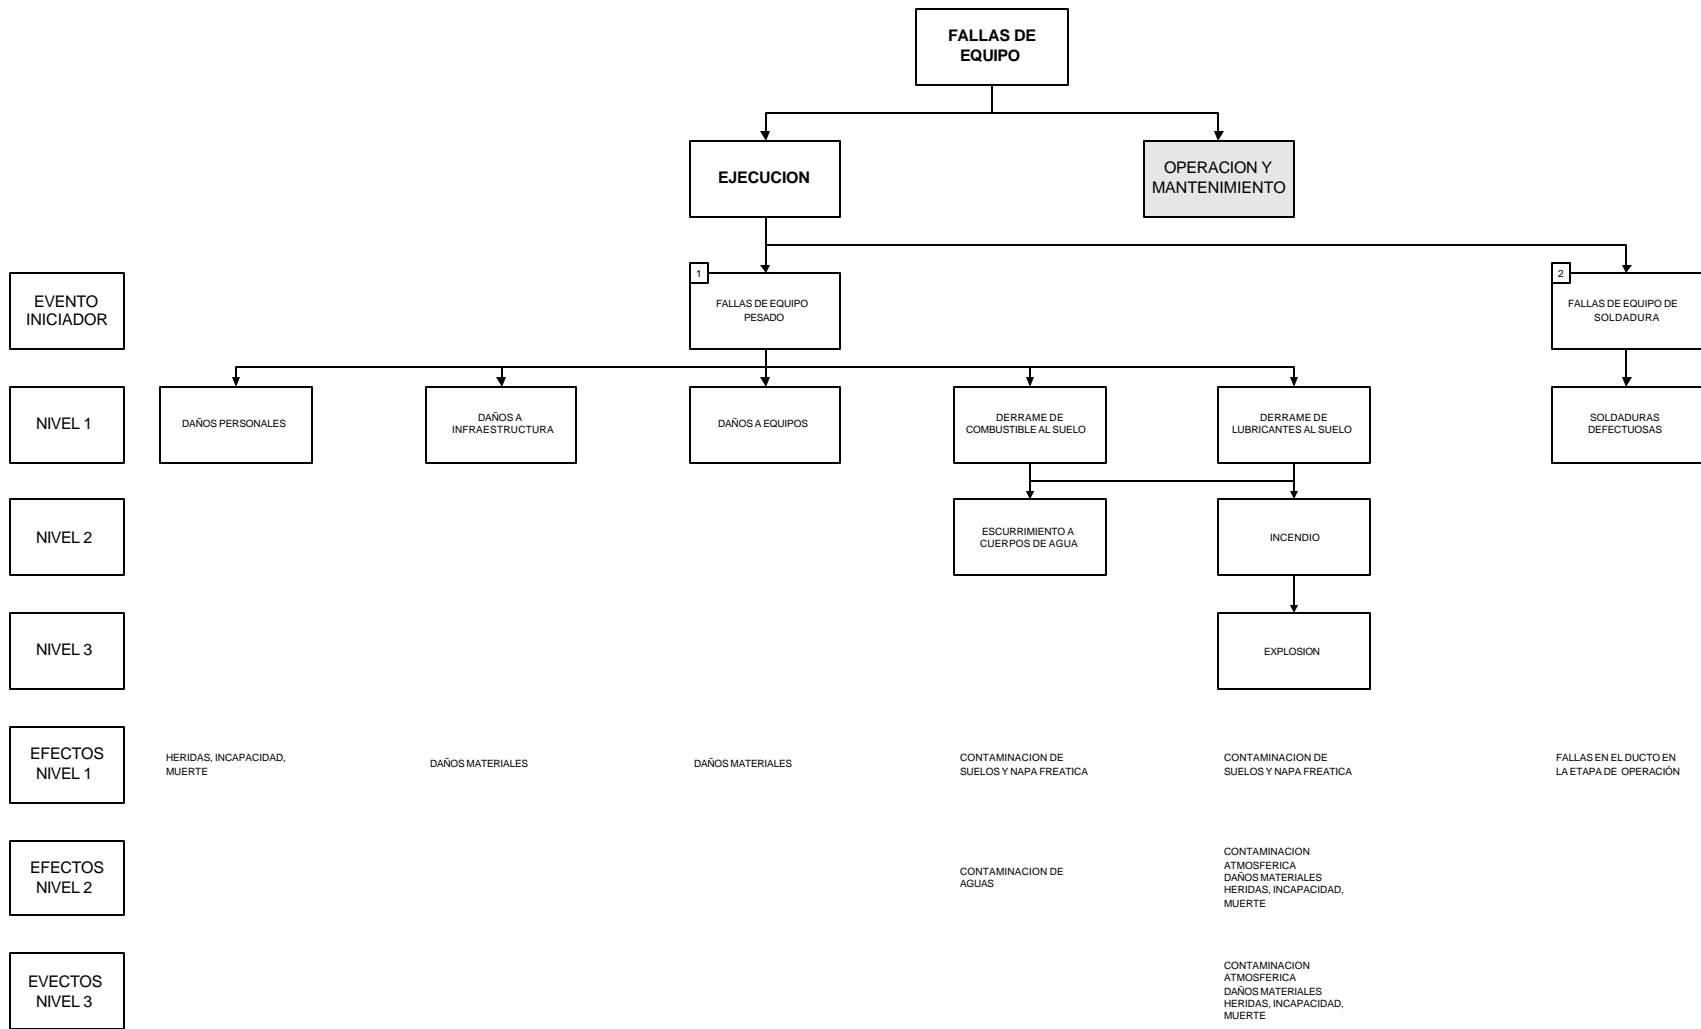 FALLAS DE
EQUIPO
EJECUCION
OPERACION Y
MANTENIMIENTO
EVENTO
INICIADOR
1
FALLAS DE EQUIPO
PESADO
2
FALLAS DE EQUIPO DE
SOLDADURA
NIVEL 1
DAÑOS PERSONALES
DAÑOS A
INFRAESTRUCTURA
DAÑOS A EQUIPOS
DERRAME DE
COMBUSTIBLE AL SUELO
DERRAME DE
LUBRICANTES AL SUELO
SOLDADURAS
DEFECTUOSAS
NIVEL 2
ESCURRIMIENTO A
CUERPOS DE AGUA
INCENDIO
NIVEL 3
EXPLOSION
EFECTOS
NIVEL 1
HERIDAS, INCAPACIDAD,
MUERTE
DAÑOS MATERIALES
DAÑOS MATERIALES
CONTAMINACION DE
SUELOS Y NAPA FREATICA
CONTAMINACION DE
SUELOS Y NAPA FREATICA
FALLAS EN EL DUCTO EN
LA ETAPA DE OPERACIÓN
EFECTOS
NIVEL 2
CONTAMINACION DE
AGUAS
CONTAMINACION
ATMOSFERICA
DAÑOS MATERIALES
HERIDAS, INCAPACIDAD,
MUERTE
EVECTOS
NIVEL 3
CONTAMINACION
ATMOSFERICA
DAÑOS MATERIALES
HERIDAS, INCAPACIDAD,
MUERTE